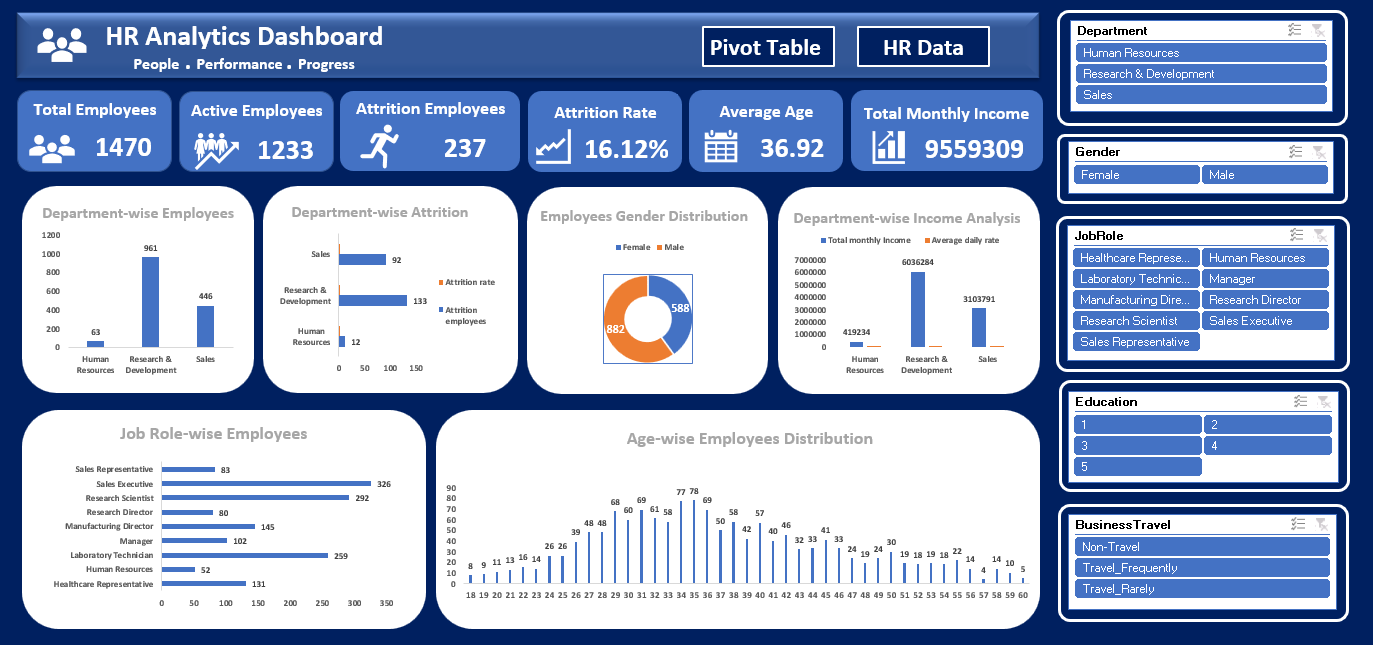 HR Analytics Dashboard
People . Performance . Progress
Pivot Table
HR Data
Total Employees
1470
Active Employees
1233
Attrition Employees
237
Attrition Rate
16.12%
Average Age
36.92
Total Monthly Income
9559309
Department-wise Employees
1200
1000
800
600
400
200
0
63
961
446
Human Resources
Research & Development
Sales
Department-wise Attrition
Sales
92
Research & Development
133
Human Resources
12
0 50 100 150
Attrition rate
Attrition employees
Employees Gender Distribution
Female Male
588
882
Department-wise Income Analysis
Total monthly Income Average daily rate
7000000
6000000
5000000
4000000
3000000
2000000
1000000
0
419234
6036284
3103791
Human Resources
Research & Development
Sales
Job Role-wise Employees
Sales Representative 83
Sales Executive 326
Research Scientist 292
Research Director 80
Manufacturing Director 145
Manager 102
Laboratory Technician 259
Human Resources 52
Healthcare Representative 131
0 50 100 150 200 250 300 350
Age-wise Employees Distribution
90
80
70
60
50
40
30
20
10
0
8 9 11 13 16 14 26 26 39 48 48 68 60 69 61 58 77 78 69 50 58 42 57 40 46 32 33 41 33 24 19 24 30 19 18 19 18 22 14 4 14 10 5
18 19 20 21 22 23 24 25 26 27 28 29 30 31 32 33 34 35 36 37 38 39 40 41 42 43 44 45 46 47 48 49 50 51 52 53 54 55 56 57 58 59 60
Department
Human Resources
Research & Development
Sales
Gender
Female Male
JobRole
Healthcare Represe... Human Resources
Laboratory Technic... Manager
Manufacturing Dire... Research Director
Research Scientist Sales Executive
Sales Representative
Education
1 2
3 4
5
BusinessTravel
Non-Travel
Travel_Frequently
Travel_Rarely